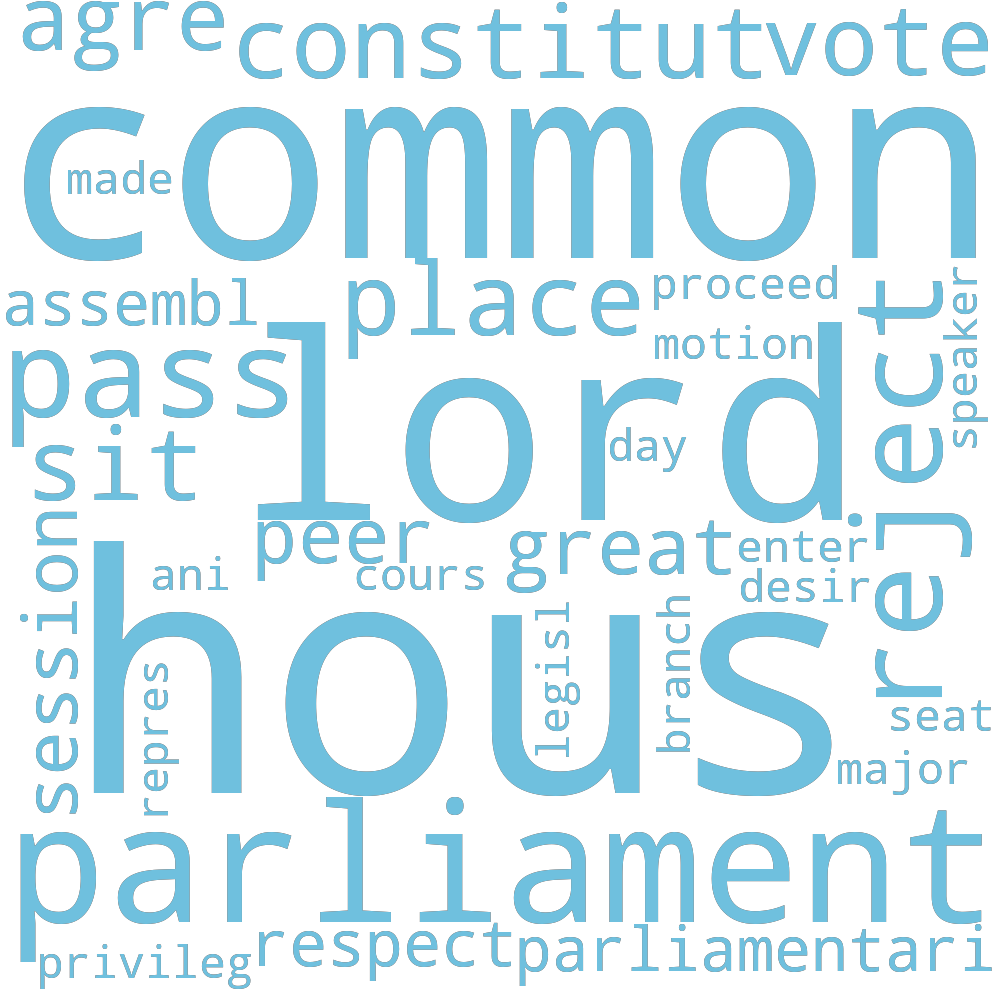 agre
constitut
vote
common
made
assembl
place
proceed
motion
speaker
reject
pass
lord
day
sit
session
peer
great
enter
ani
cours
desir
hous
legisl
branch
repres
seat
major
parliament
privileg
respect
parliamentari